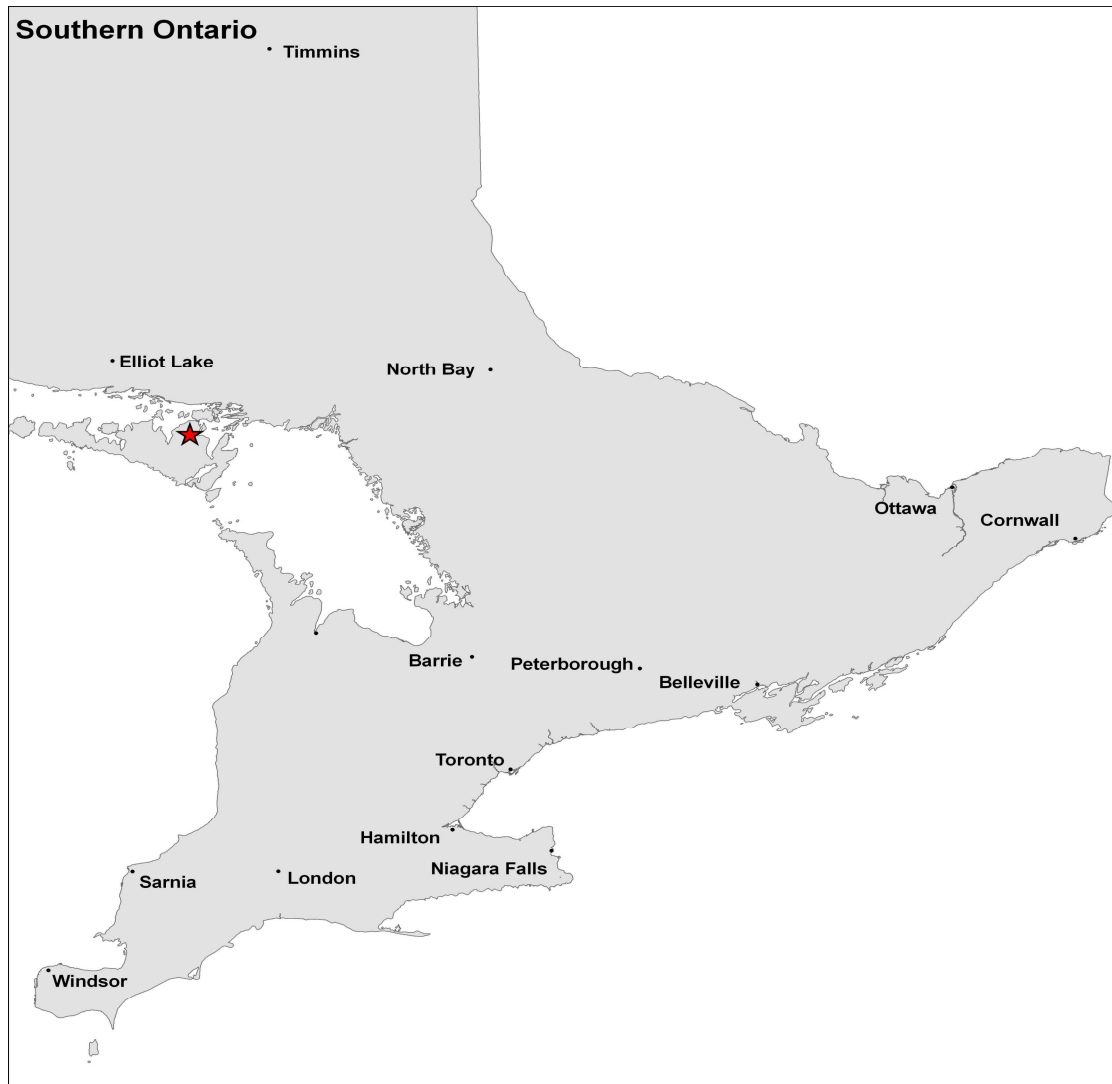 Southern Ontario
Timmins
Elliot Lake
North Bay
Ottawa
Cornwall
Barrie
Peterborough
Belleville
Toronto
Hamilton
Niagara Falls
Sarnia
London
Windsor